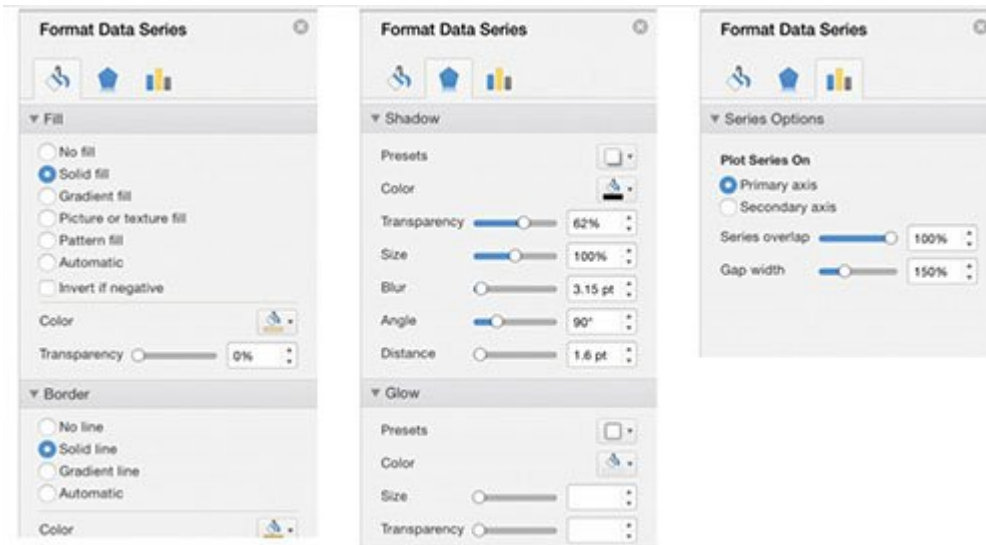 Format Data Series
Fill
No fill
Solid fill
Gradient fill
Picture or texture fill
Pattern fill
Automatic
Invert if negative
Color
Transparency 0%
Border
No line
Solid line
Gradient line
Automatic
Color
Format Data Series
Shadow
Presets
Color
Transparency 62%
Size 100%
Blur 3.15 pt
Angle 90°
Distance 1.6 pt
Glow
Presets
Color
Size
Transparency
Format Data Series
Series Options
Plot Series On
Primary axis
Secondary axis
Series overlap 100%
Gap width 150%